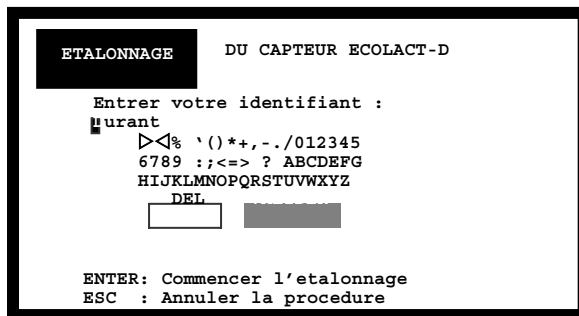 ETALONNAGE DU CAPTEUR ECOLACT-D
Entrer votre identifiant :
urant
% `()*+,-./012345
6789 :;<=> ? ABCDEFG
HIJKLMNOPQRSTUVWXYZ
DEL
ENTER: Commencer l'etalonnage
ESC : Annuler la procedure